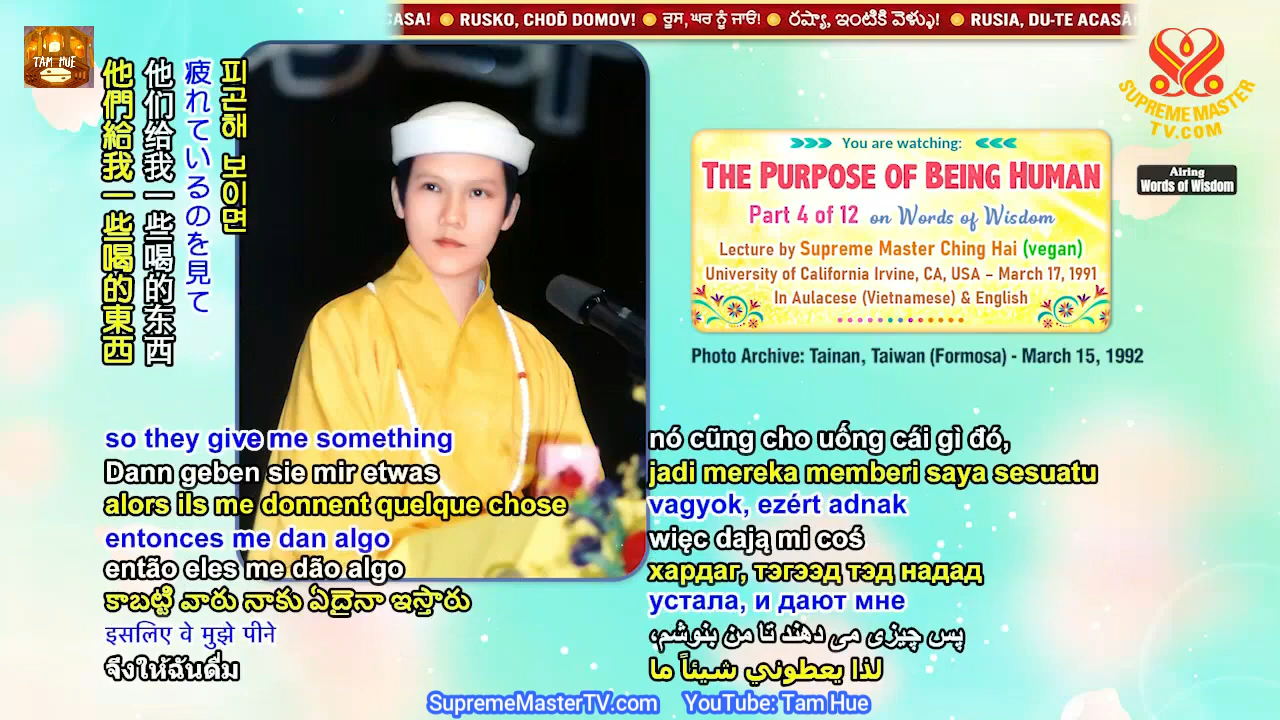 CASA! RUSKO, CHOĎ DOMOV! ਰੂਸ, ਘਰ ਨੂੰ ਜਾਓ! రష్యా, ఇంటికి వెళ్ళు! RUSIA, DU-TE ACASĂ
TAM HUE
SUPREME MASTER
TV.COM
Airing
Words of Wisdom
You are watching:
THE PURPOSE OF BEING HUMAN
Part 4 of 12 on Words of Wisdom
Lecture by Supreme Master Ching Hai (vegan)
University of California Irvine, CA, USA – March 17, 1991
In Aulacese (Vietnamese) & English
Photo Archive: Tainan, Taiwan (Formosa) - March 15, 1992
他們給我一些喝的東西
他们给我一些喝的东西
疲れているのを見て
피곤해 보이면
so they give me something
Dann geben sie mir etwas
alors ils me donnent quelque chose
entonces me dan algo
então eles me dão algo
కాబట్టి వారు నాకు ఏదైనా ఇస్తారు
इसलिए वे मुझे पीने
จึงให้ฉันดื่ม
nó cũng cho uống cái gì đó,
jadi mereka memberi saya sesuatu
vagyok, ezért adnak
więc dają mi coś
хардаг, тэгээд тэд надад
устала, и дают мне
پس چیزی می دهند تا من بنوشم،
لذا يعطوني شيئاً ما
SupremeMasterTV.com YouTube: Tam Hue